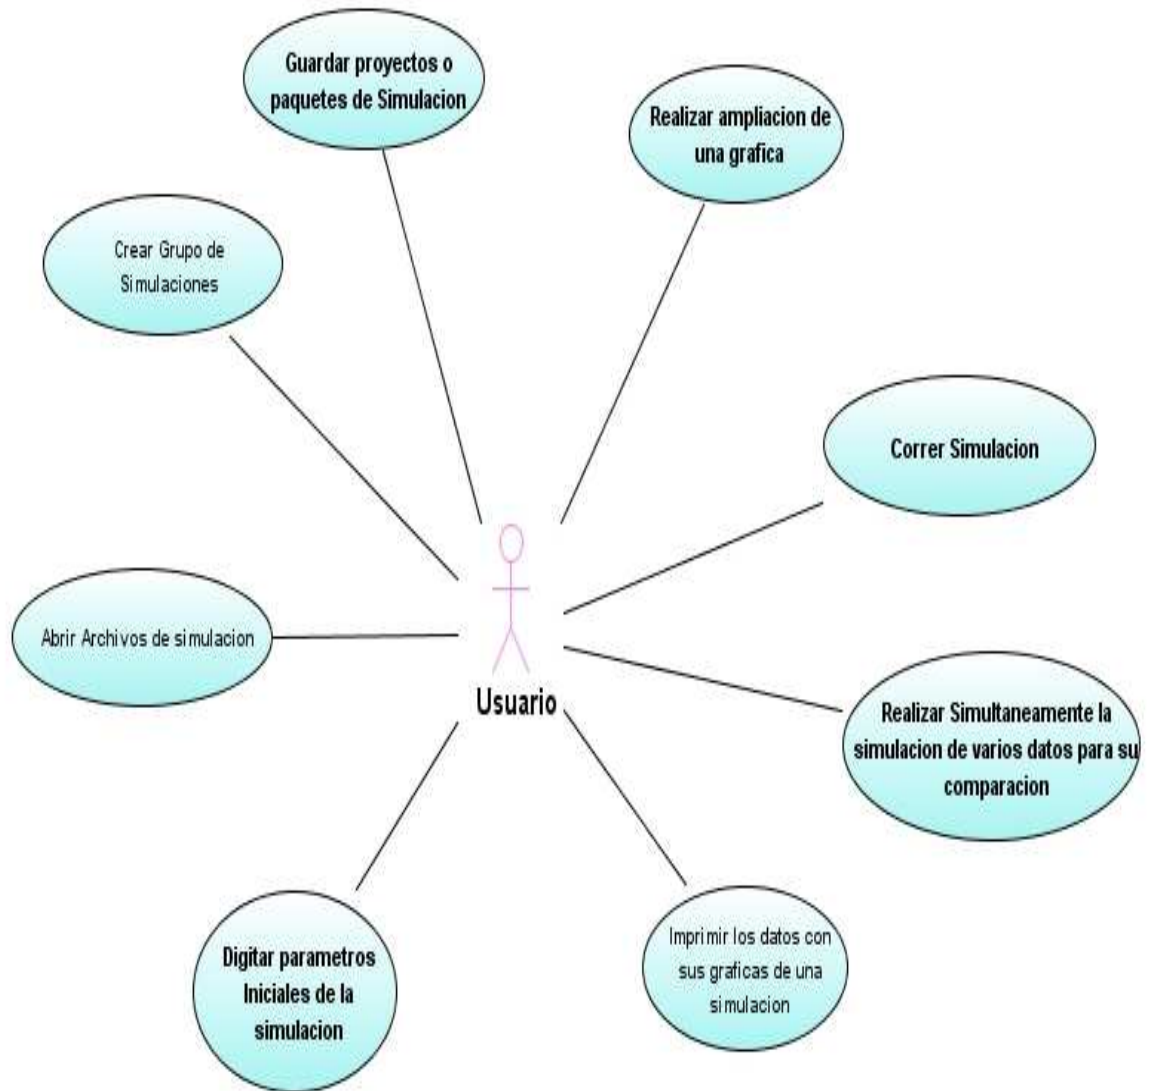 Guardar proyectos o
paquetes de Simulacion
Realizar ampliacion de
una grafica
Crear Grupo de
Simulaciones
Correr Simulacion
Abrir Archivos de simulacion
Usuario
Realizar Simultaneamente la
simulacion de varios datos para su
comparacion
Digitar parametros
Iniciales de la
simulacion
Imprimir los datos con
sus graficas de una
simulacion